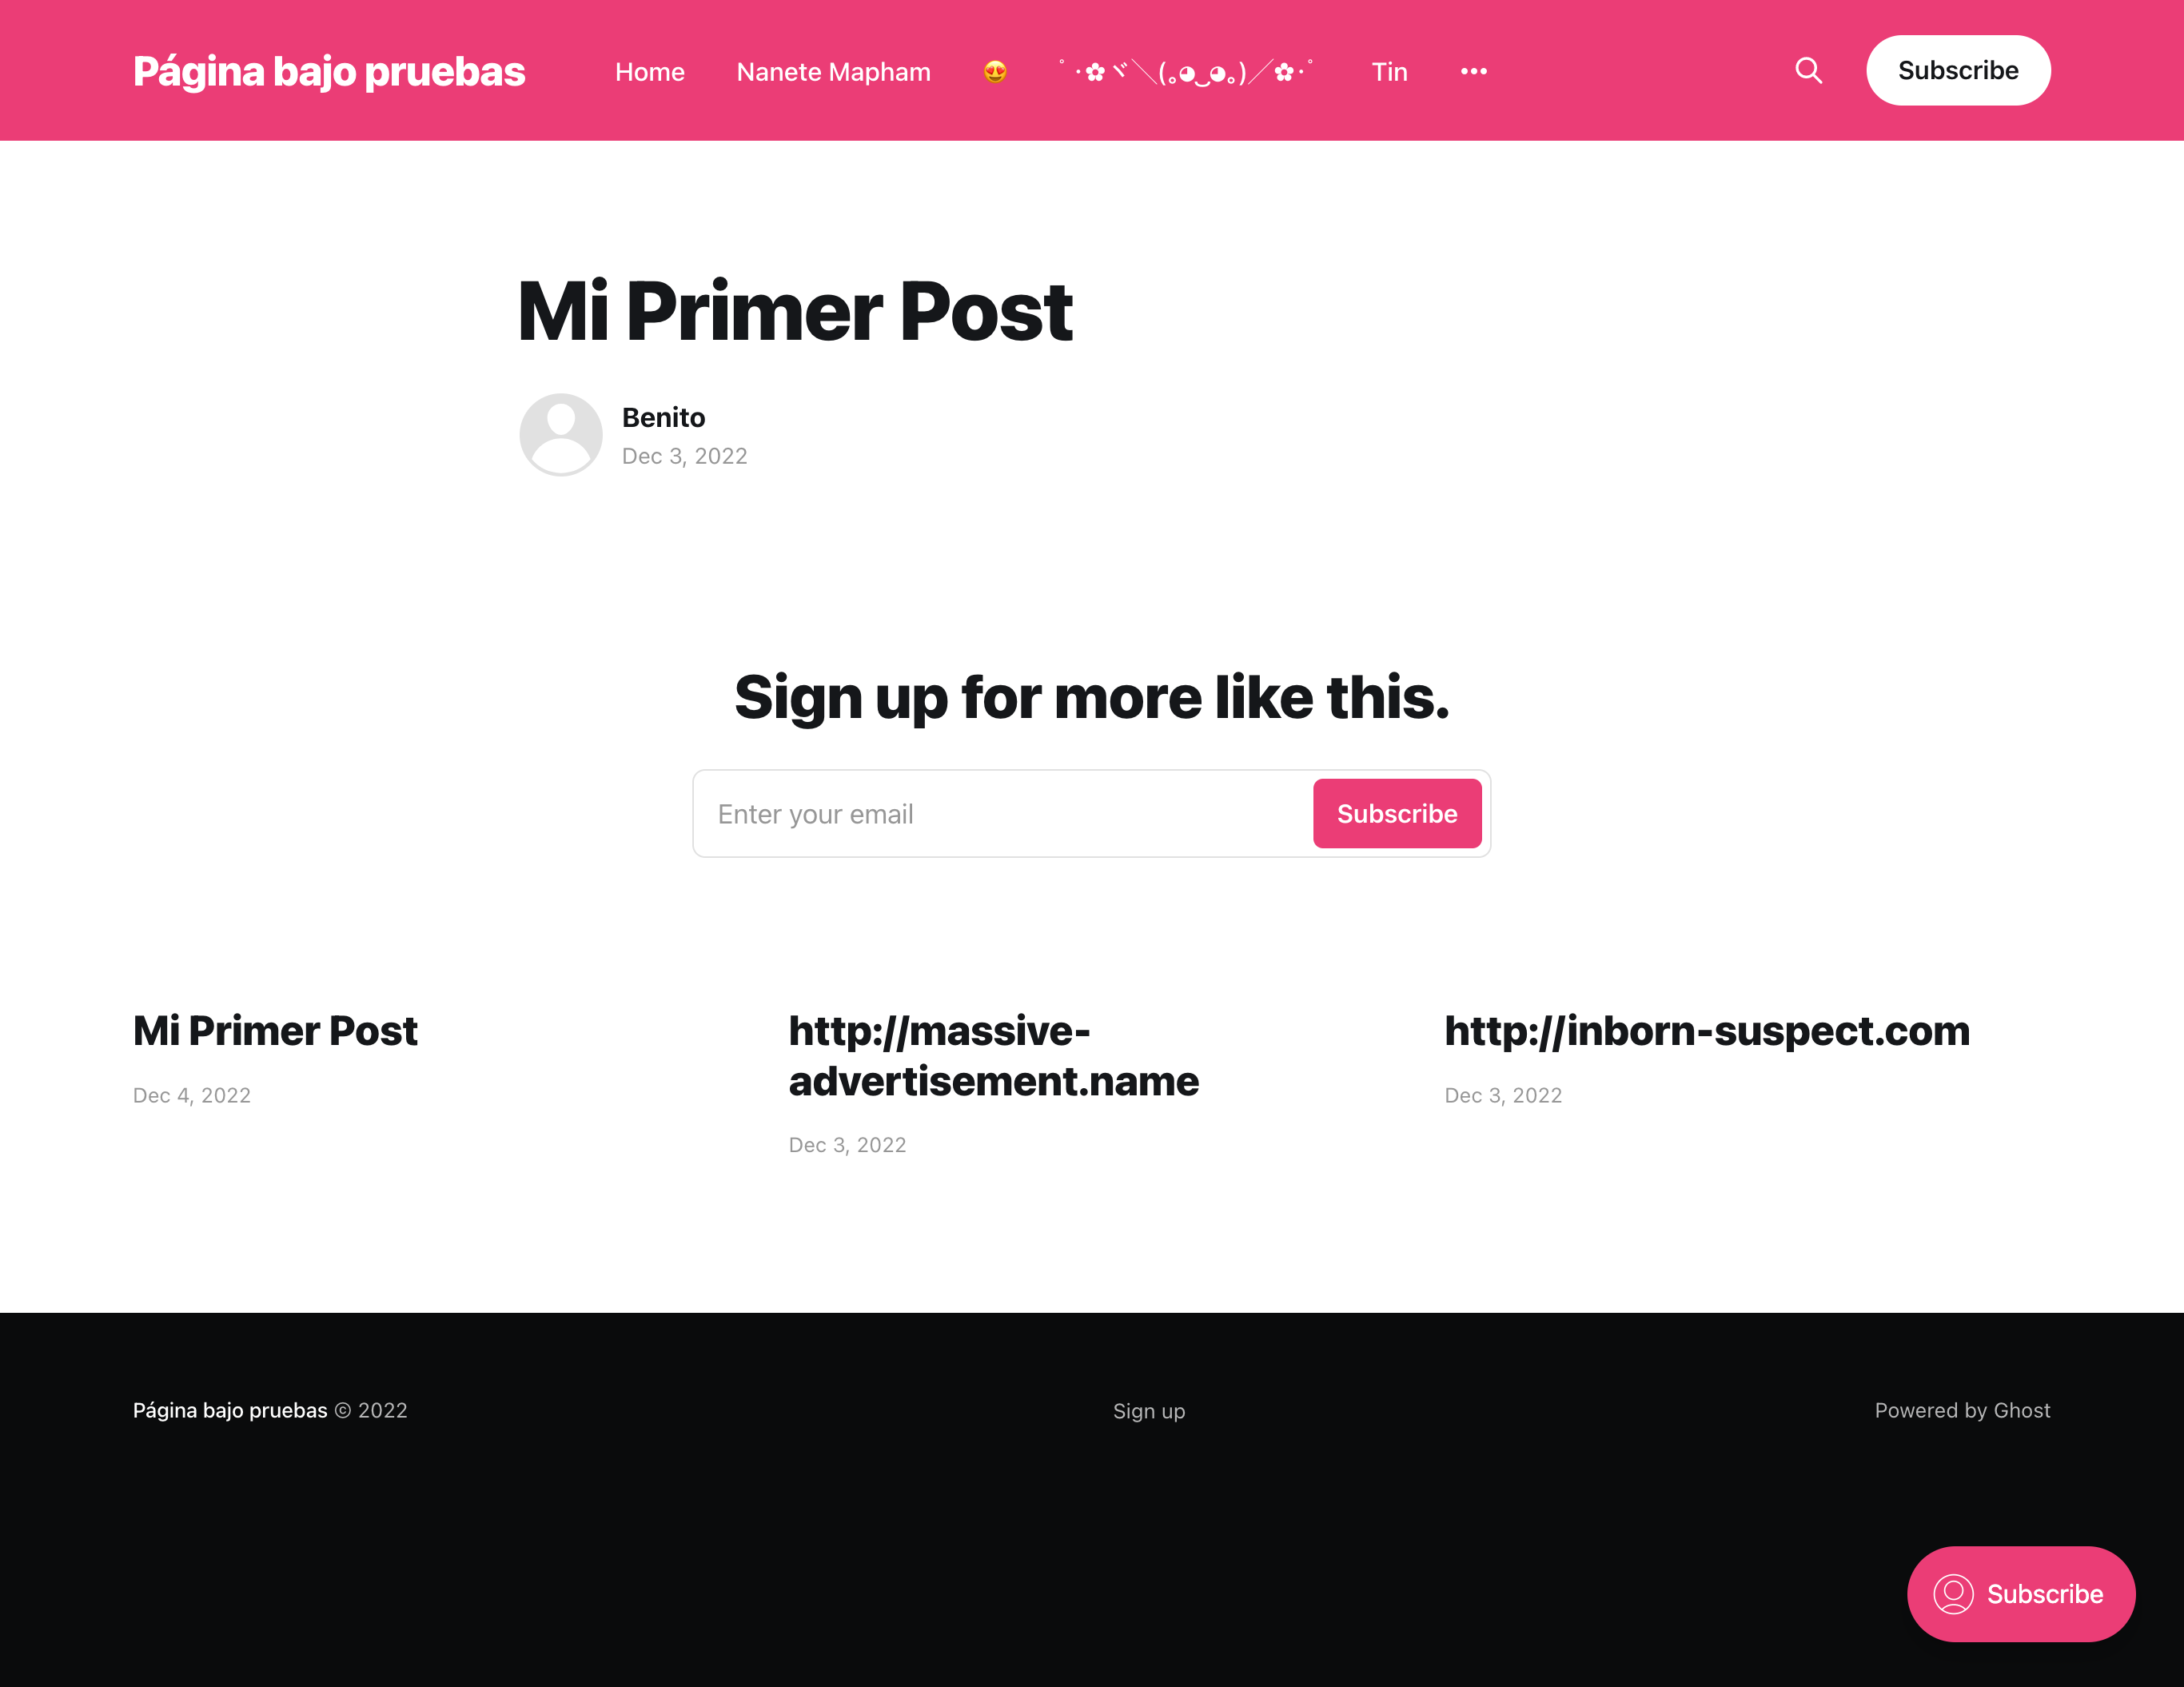 Página bajo pruebas
Home
Nanete Mapham
😍
ﾟ･✿ヾ╲(｡◕‿◕｡)╱✿･ﾟ
Tin
•••
Subscribe
Mi Primer Post
Benito
Dec 3, 2022
Sign up for more like this.
Enter your email
Subscribe
Mi Primer Post
Dec 4, 2022
http://massive-
advertisement.name
Dec 3, 2022
http://inborn-suspect.com
Dec 3, 2022
Página bajo pruebas © 2022
Sign up
Powered by Ghost
Subscribe